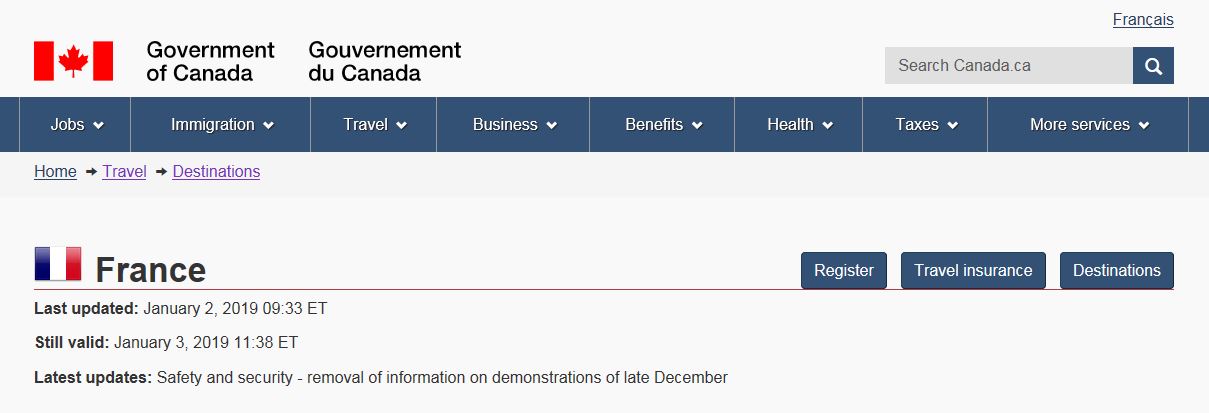 Français
Government of Canada
Gouvernement du Canada
Search Canada.ca
Jobs Immigration Travel Business Benefits Health Taxes More services
Home Travel Destinations
France
Register Travel insurance Destinations
Last updated: January 2, 2019 09:33 ET
Still valid: January 3, 2019 11:38 ET
Latest updates: Safety and security - removal of information on demonstrations of late December